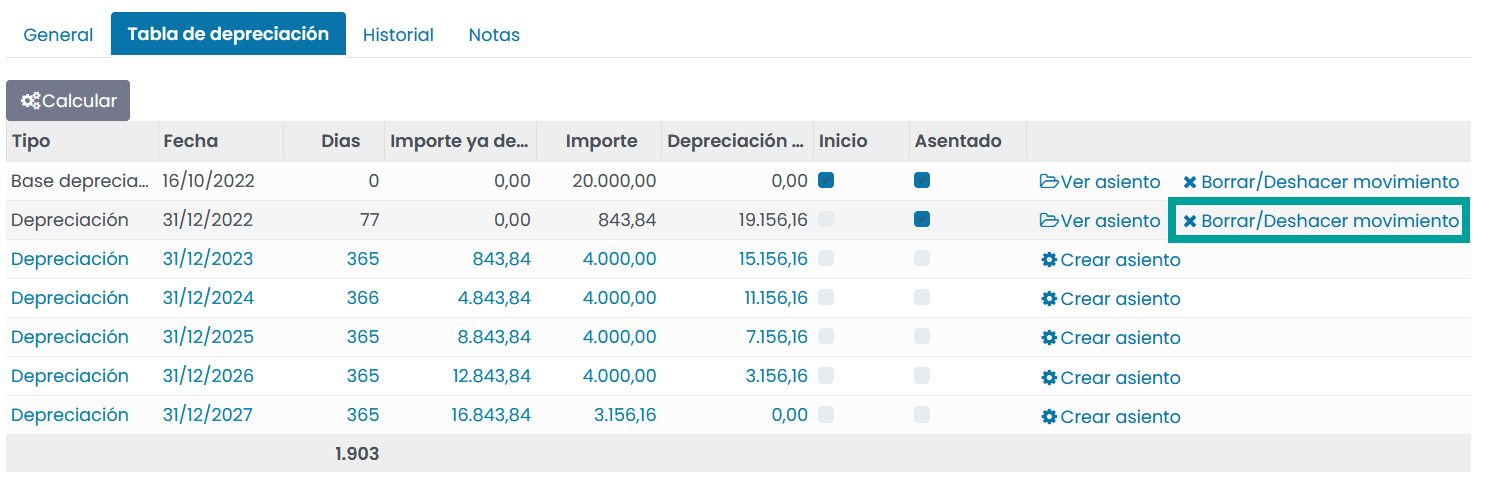 General Tabla de depreciación Historial Notas
Calcular
Tipo Fecha Dias Importe ya de... Importe Depreciación ... Inicio Asentado
Base deprecia... 16/10/2022 0 0,00 20.000,00 0,00 Ver asiento Borrar/Deshacer movimiento
Depreciación 31/12/2022 77 0,00 843,84 19.156,16 Ver asiento Borrar/Deshacer movimiento
Depreciación 31/12/2023 365 843,84 4.000,00 15.156,16 Crear asiento
Depreciación 31/12/2024 366 4.843,84 4.000,00 11.156,16 Crear asiento
Depreciación 31/12/2025 365 8.843,84 4.000,00 7.156,16 Crear asiento
Depreciación 31/12/2026 365 12.843,84 4.000,00 3.156,16 Crear asiento
Depreciación 31/12/2027 365 16.843,84 3.156,16 0,00 Crear asiento
1.903